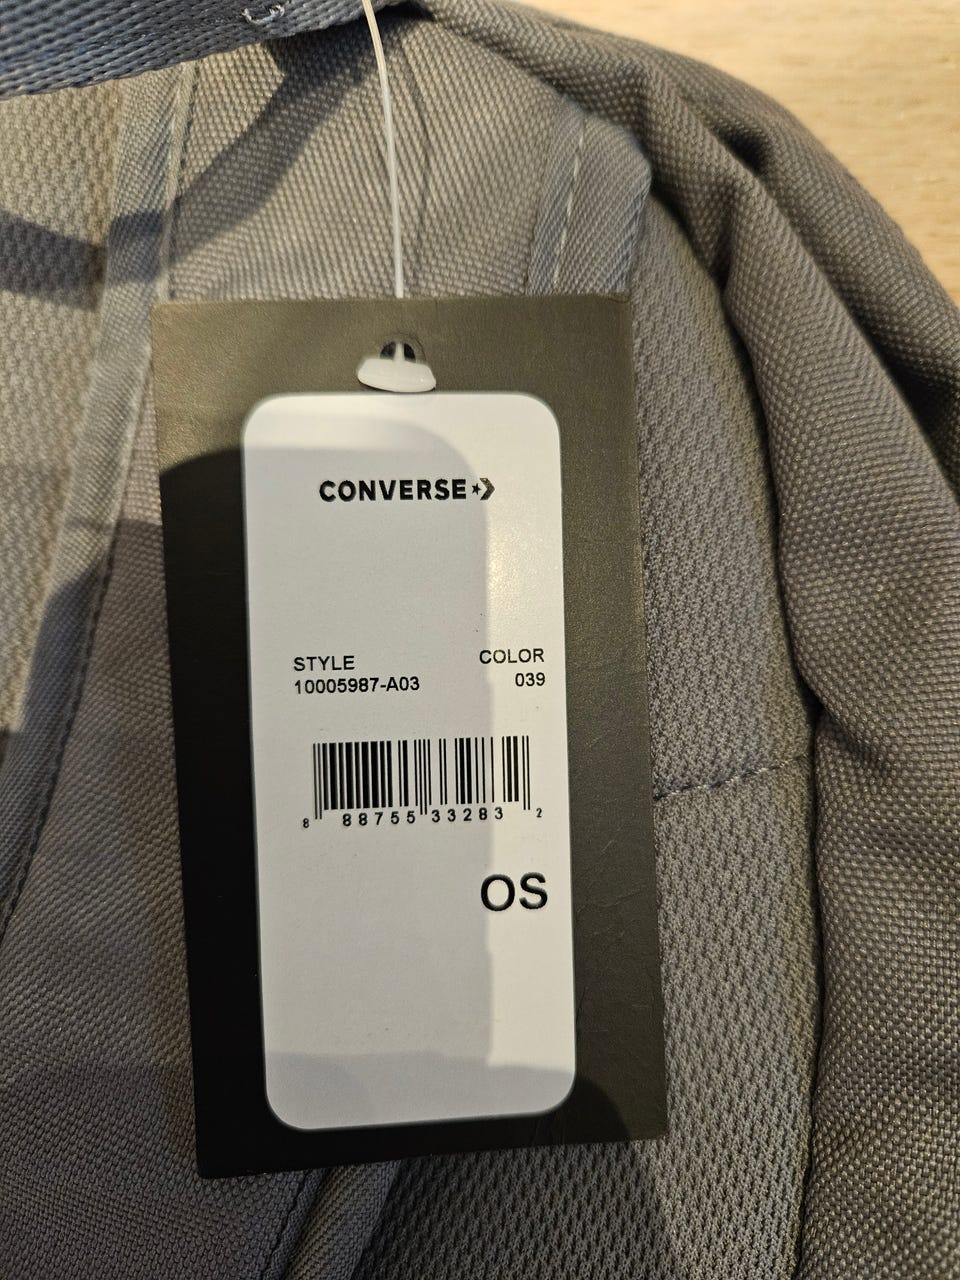 CONVERSE
STYLE COLOR
10005987-A03 039
8 88755 33283 2
OS